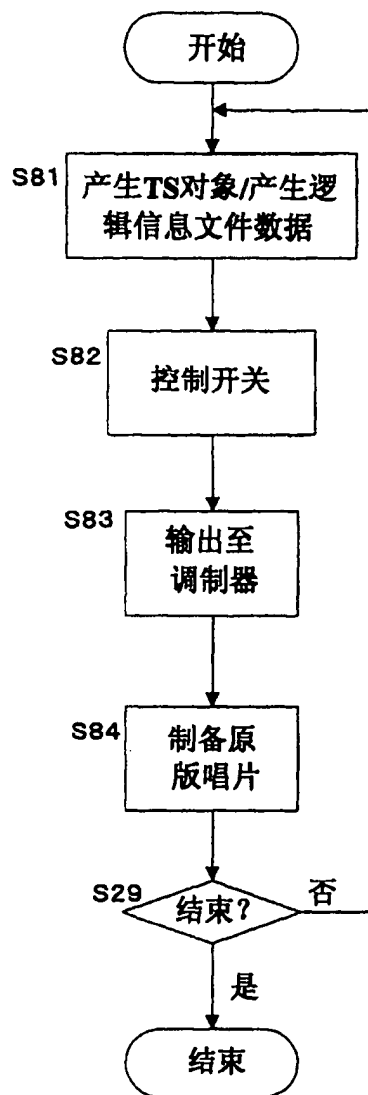 开始
S81
产生TS对象/产生逻
辑信息文件数据
S82
控制开关
S83
输出至
调制器
S84
制备原
版唱片
S29
结束?
否
是
结束